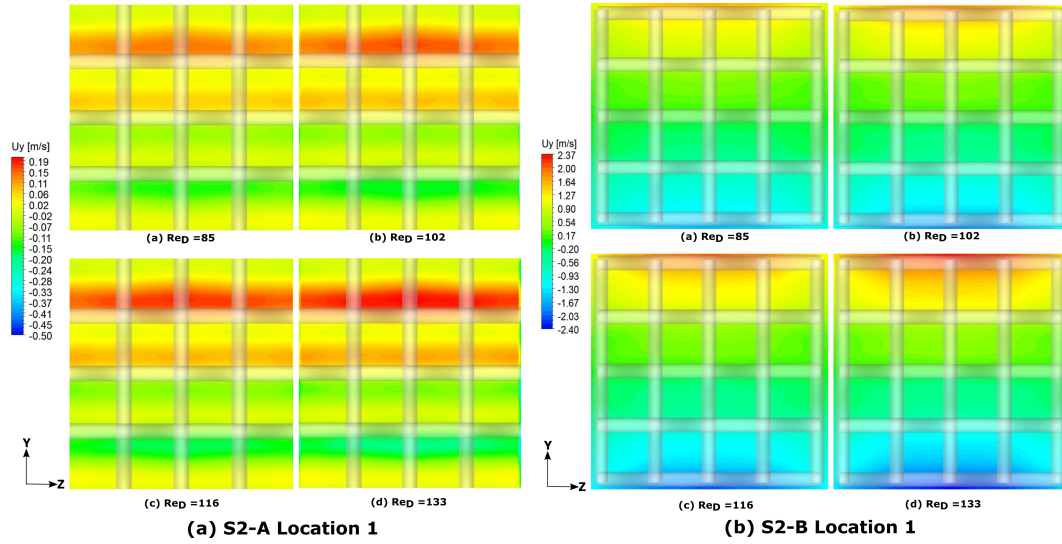 Uy [m/s]
0.19
0.15
0.11
0.06
0.02
-0.02
-0.07
-0.11
-0.15
-0.20
-0.24
-0.28
-0.33
-0.37
-0.41
-0.45
-0.50
(a) ReD =85
(b) ReD =102
(c) ReD =116
(d) ReD =133
Y
Z
(a) S2-A Location 1
Uy [m/s]
2.37
2.00
1.64
1.27
0.90
0.54
0.17
-0.20
-0.56
-0.93
-1.30
-1.67
-2.03
-2.40
(a) ReD =85
(b) ReD =102
(c) ReD =116
(d) ReD =133
Y
Z
(b) S2-B Location 1